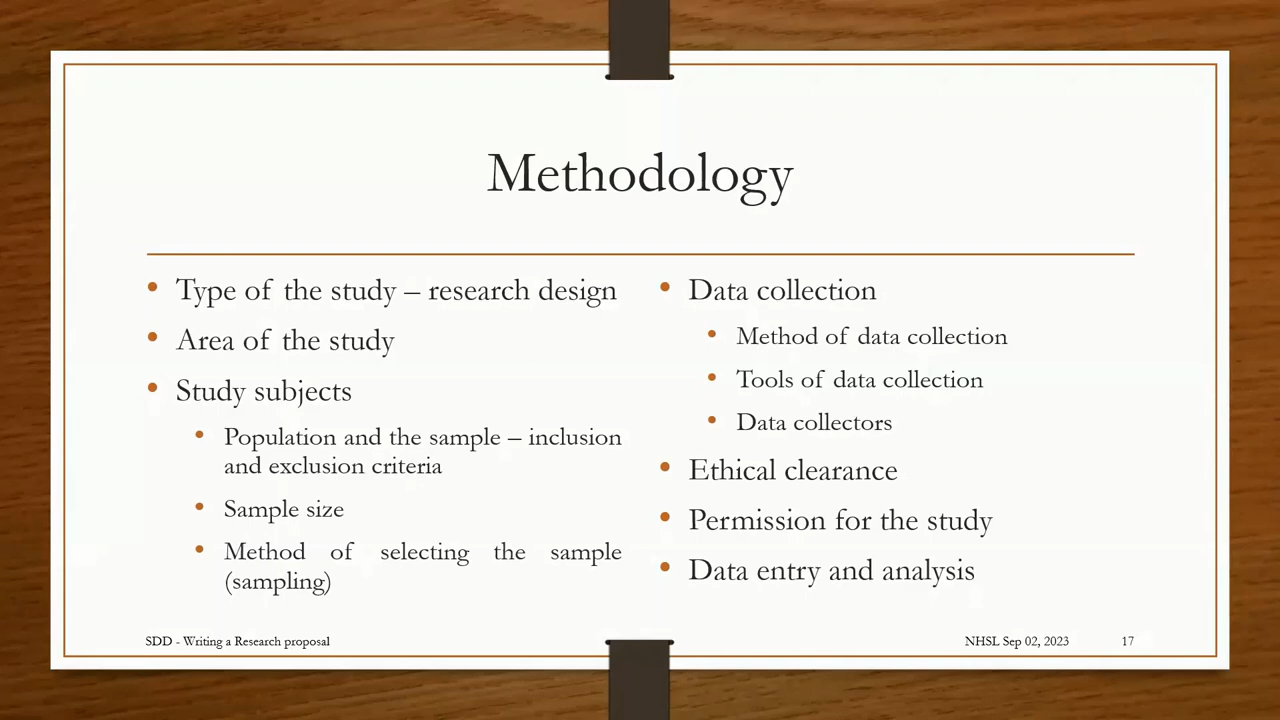 Methodology
• Type of the study – research design
• Area of the study
• Study subjects
• Population and the sample – inclusion
and exclusion criteria
• Sample size
• Method of selecting the sample
(sampling)
• Data collection
• Method of data collection
• Tools of data collection
• Data collectors
• Ethical clearance
• Permission for the study
• Data entry and analysis
SDD - Writing a Research proposal
NHSL Sep 02, 2023
17